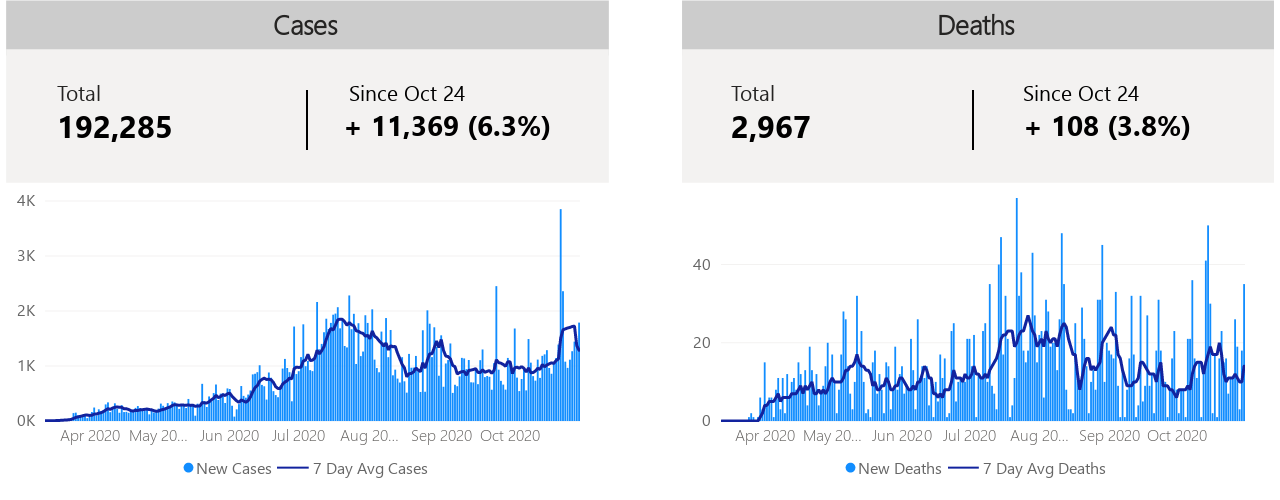 Cases
Total
Since Oct 24
192,285
+ 11,369 (6.3%)
4K
3K
2K
1K
0K
Apr 2020 May 20... Jun 2020 Jul 2020 Aug 20... Sep 2020 Oct 2020
New Cases 7 Day Avg Cases
Deaths
Total
Since Oct 24
2,967
+ 108 (3.8%)
40
20
0
Apr 2020 May 20... Jun 2020 Jul 2020 Aug 20... Sep 2020 Oct 2020
New Deaths 7 Day Avg Deaths